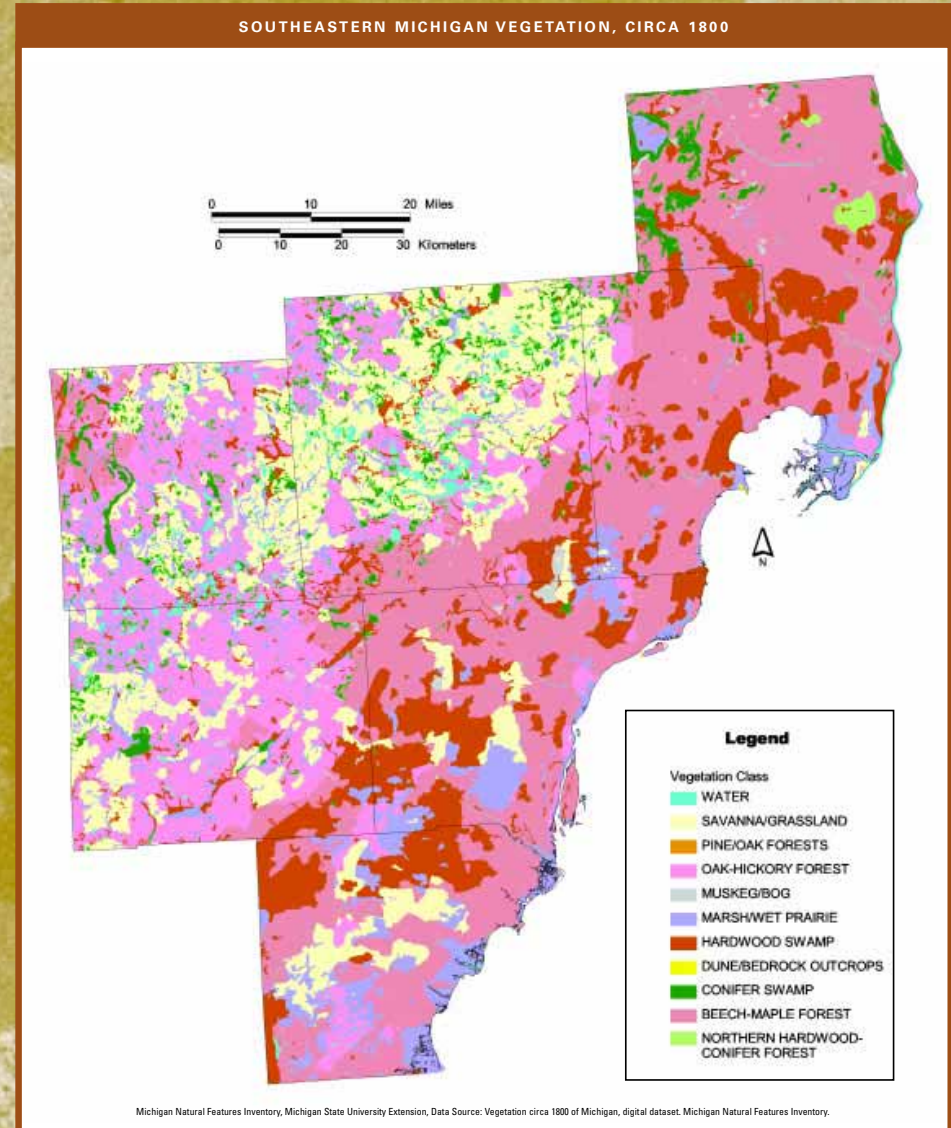 SOUTHEASTERN MICHIGAN VEGETATION, CIRCA 1800
0 10 20 Miles
0 10 20 30 Kilometers
N
Legend
Vegetation Class
WATER
SAVANNA/GRASSLAND
PINE/OAK FORESTS
OAK-HICKORY FOREST
MUSKEG/BOG
MARSH/WET PRAIRIE
HARDWOOD SWAMP
DUNE/BEDROCK OUTCROPS
CONIFER SWAMP
BEECH-MAPLE FOREST
NORTHERN HARDWOOD-
CONIFER FOREST
Michigan Natural Features Inventory, Michigan State University Extension, Data Source: Vegetation circa 1800 of Michigan, digital dataset. Michigan Natural Features Inventory.